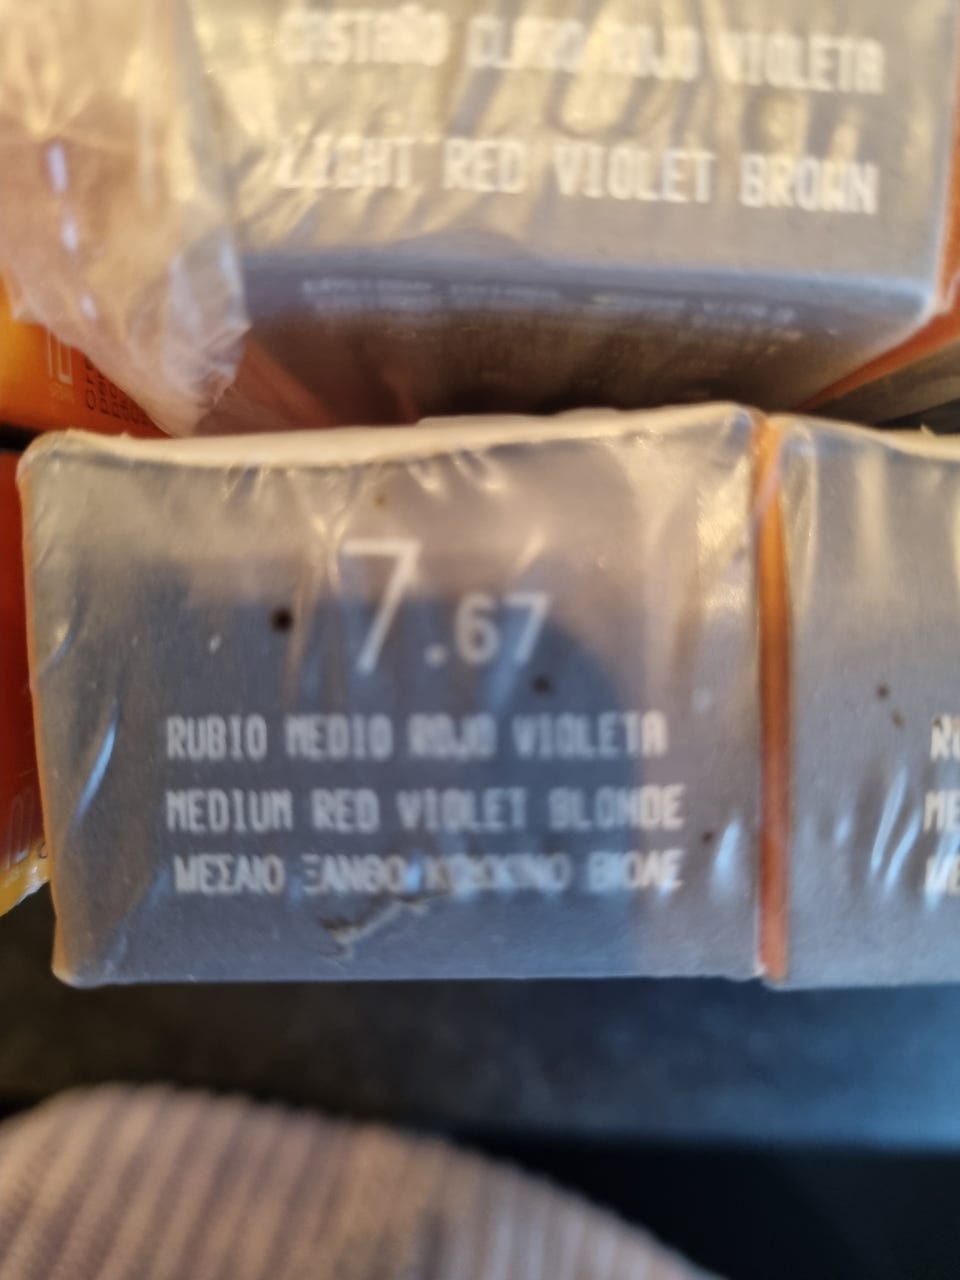 CASTAÑO CLARO ROJO VIOLETA
LIGHT RED VIOLET BROWN
7.67
RUBIO MEDIO ROJO VIOLETA
MEDIUM RED VIOLET BLONDE
ΜΕΣΑΙΟ ΞΑΝΘΟ ΚΟΚΚΙΝΟ ΒΙΟΛΕ